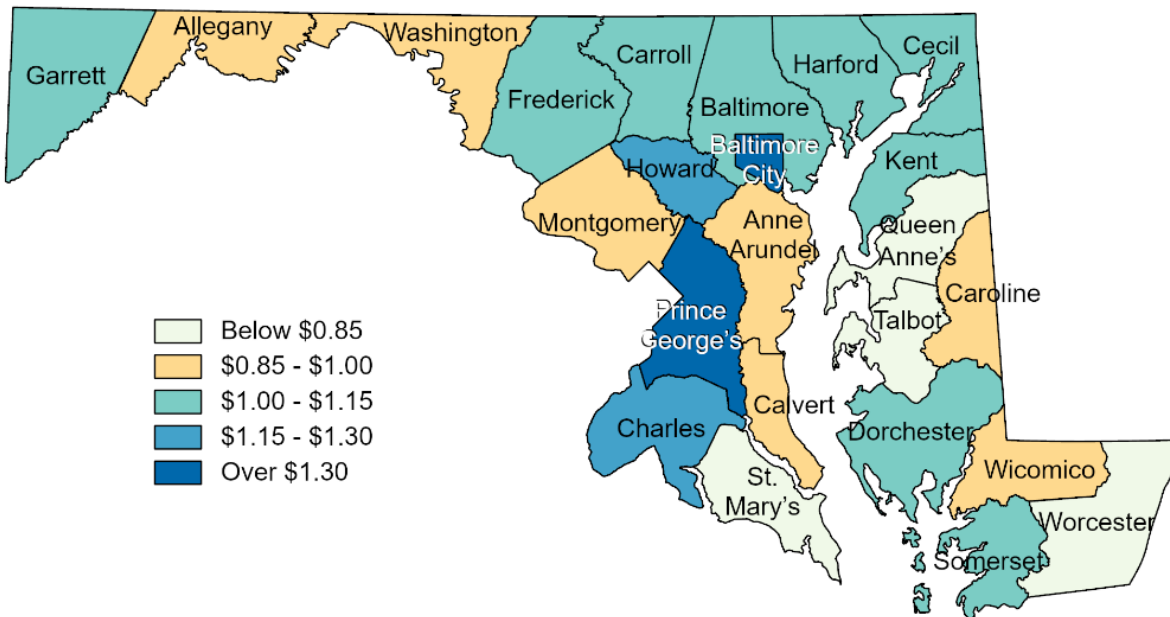 Allegany
Washington
Garrett
Frederick
Carroll
Baltimore
Harford
Cecil
Baltimore
City
Howard
Kent
Montgomery
Anne
Arundel
Queen
Anne's
Caroline
Talbot
Prince
George's
Below $0.85
$0.85 - $1.00
$1.00 - $1.15
$1.15 - $1.30
Over $1.30
Calvert
Charles
Dorchester
St.
Mary's
Wicomico
Worcester
Somerset